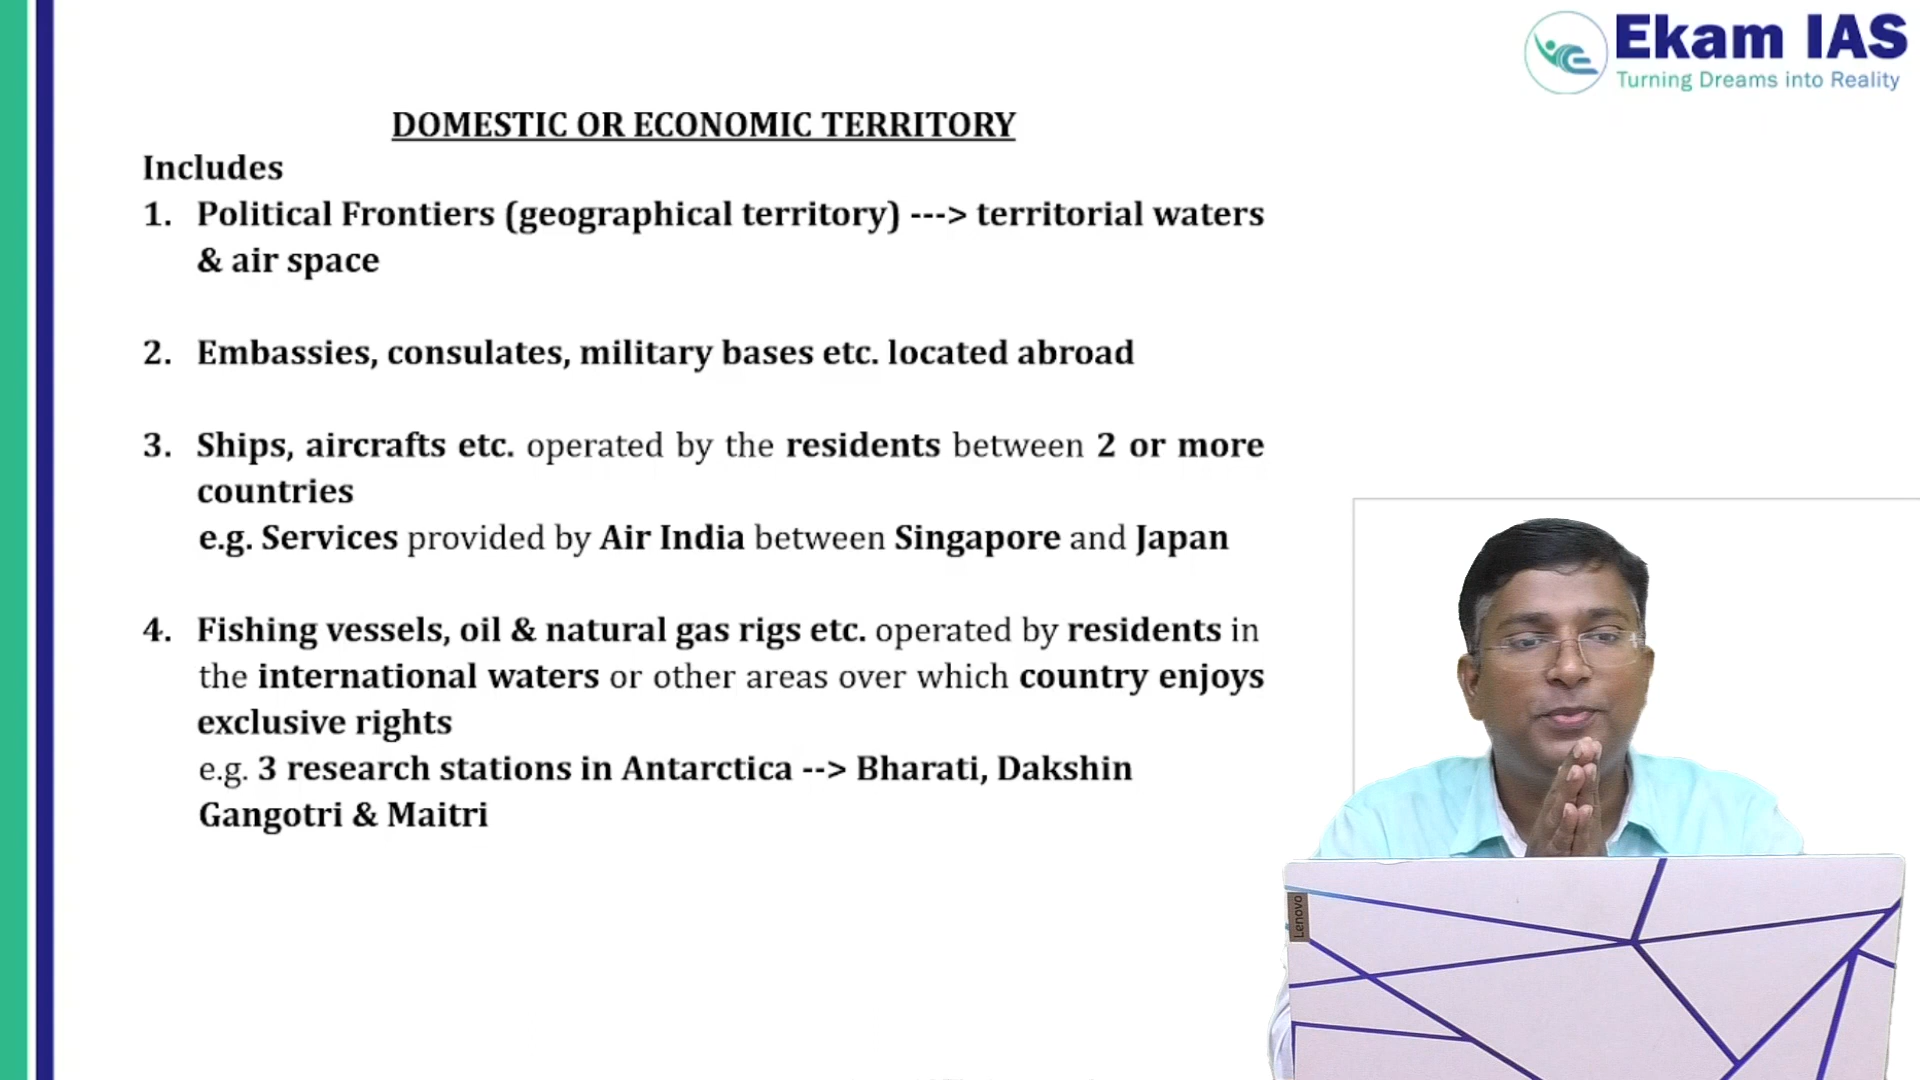 Ekam IAS
Turning Dreams into Reality
DOMESTIC OR ECONOMIC TERRITORY
Includes
1. Political Frontiers (geographical territory) ---> territorial waters
& air space
2. Embassies, consulates, military bases etc. located abroad
3. Ships, aircrafts etc. operated by the residents between 2 or more
countries
e.g. Services provided by Air India between Singapore and Japan
4. Fishing vessels, oil & natural gas rigs etc. operated by residents in
the international waters or other areas over which country enjoys
exclusive rights
e.g. 3 research stations in Antarctica --> Bharati, Dakshin
Gangotri & Maitri
Lenovo